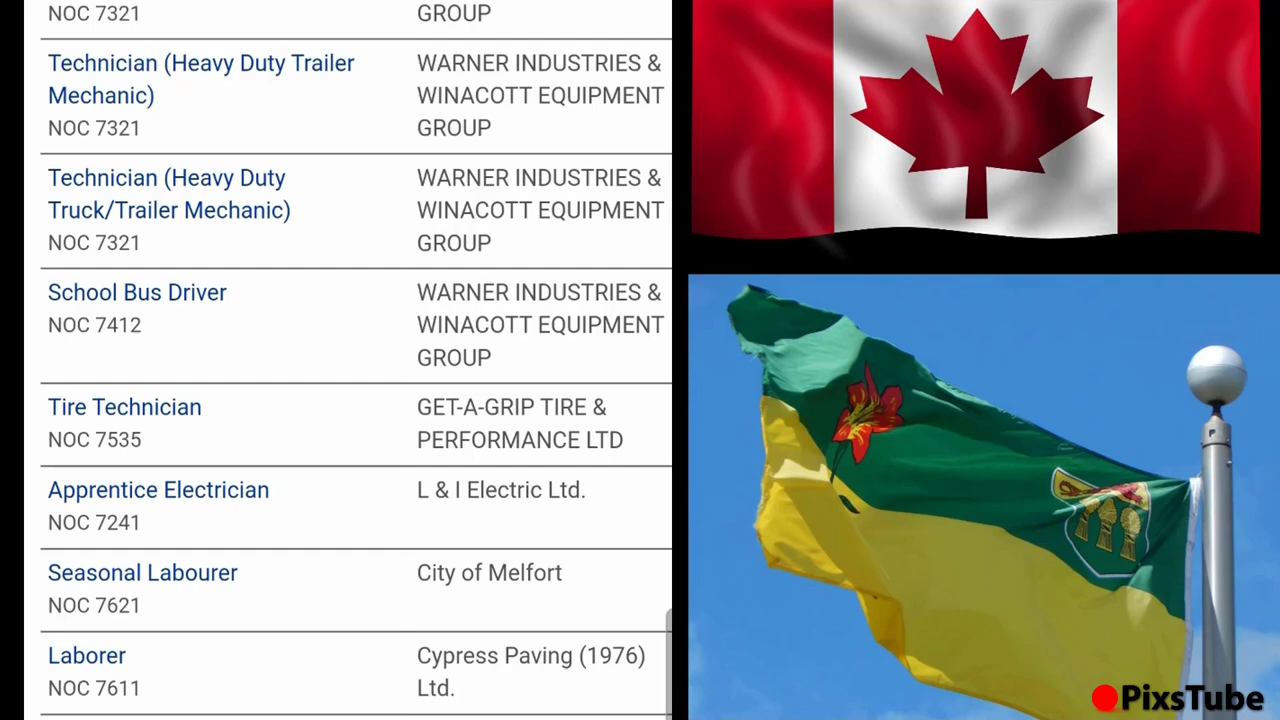 NOC 7321
GROUP
Technician (Heavy Duty Trailer
Mechanic)
NOC 7321
WARNER INDUSTRIES &
WINACOTT EQUIPMENT
GROUP
Technician (Heavy Duty
Truck/Trailer Mechanic)
NOC 7321
WARNER INDUSTRIES &
WINACOTT EQUIPMENT
GROUP
School Bus Driver
NOC 7412
WARNER INDUSTRIES &
WINACOTT EQUIPMENT
GROUP
Tire Technician
NOC 7535
GET-A-GRIP TIRE &
PERFORMANCE LTD
Apprentice Electrician
NOC 7241
L & I Electric Ltd.
Seasonal Labourer
NOC 7621
City of Melfort
Laborer
NOC 7611
Cypress Paving (1976)
Ltd.
PixsTube